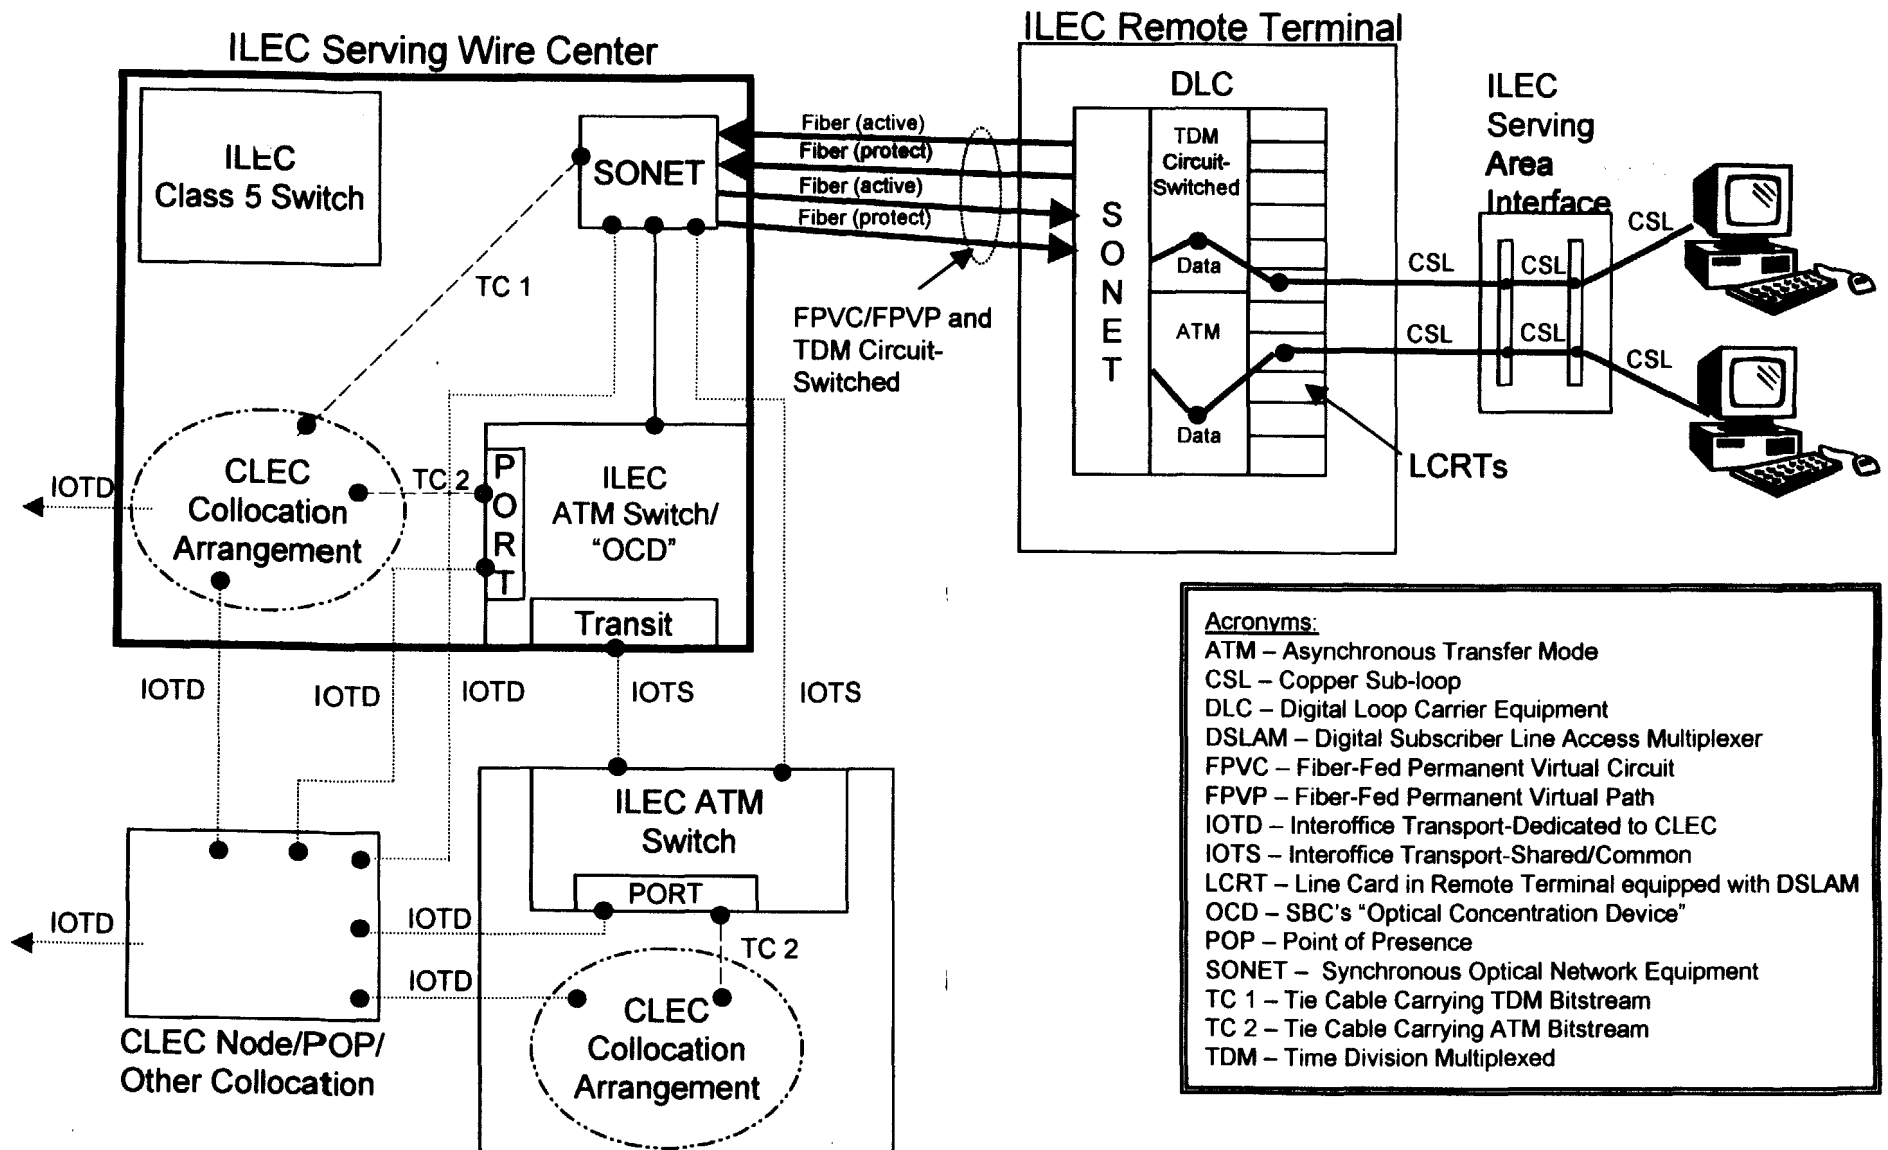 ILEC Serving Wire Center
ILEC Remote Terminal
ILEC
Class 5 Switch
SONET
TC 1
Fiber (active)
Fiber (protect)
Fiber (active)
Fiber (protect)
FPVC/FPVP and
TDM Circuit-
Switched
DLC
SONET
TDM
Circuit-
Switched
Data
ATM
Data
LCRTs
ILEC
Serving
Area
Interface
CSL
CSL
CSL
CSL
CSL
CSL
CLEC
Collocation
Arrangement
IOTD
TC 2
PORT
ILEC
ATM Switch/
“OCD”
Transit
IOTD
IOTD
IOTD
IOTS
IOTS
ILEC ATM
Switch
PORT
IOTD
IOTD
IOTD
TC 2
CLEC
Collocation
Arrangement
CLEC Node/POP/
Other Collocation
Acronyms:
ATM – Asynchronous Transfer Mode
CSL – Copper Sub-loop
DLC – Digital Loop Carrier Equipment
DSLAM – Digital Subscriber Line Access Multiplexer
FPVC – Fiber-Fed Permanent Virtual Circuit
FPVP – Fiber-Fed Permanent Virtual Path
IOTD – Interoffice Transport-Dedicated to CLEC
IOTS – Interoffice Transport-Shared/Common
LCRT – Line Card in Remote Terminal equipped with DSLAM
OCD – SBC's “Optical Concentration Device”
POP – Point of Presence
SONET – Synchronous Optical Network Equipment
TC 1 – Tie Cable Carrying TDM Bitstream
TC 2 – Tie Cable Carrying ATM Bitstream
TDM – Time Division Multiplexed